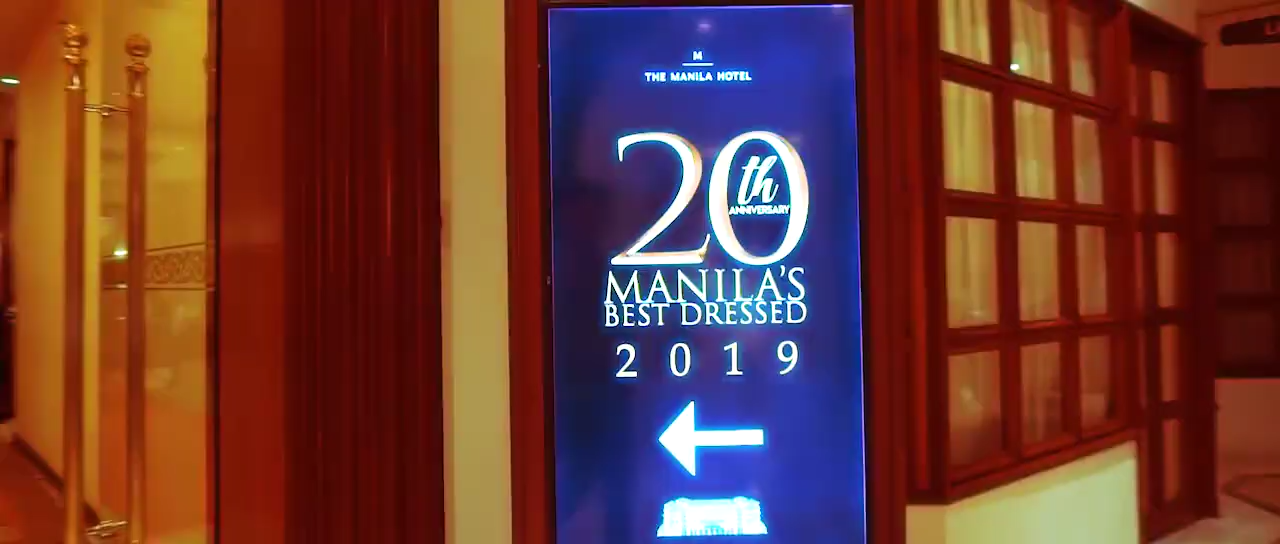 M
THE MANILA HOTEL
20
th
ANNIVERSARY
MANILA'S
BEST DRESSED
2019